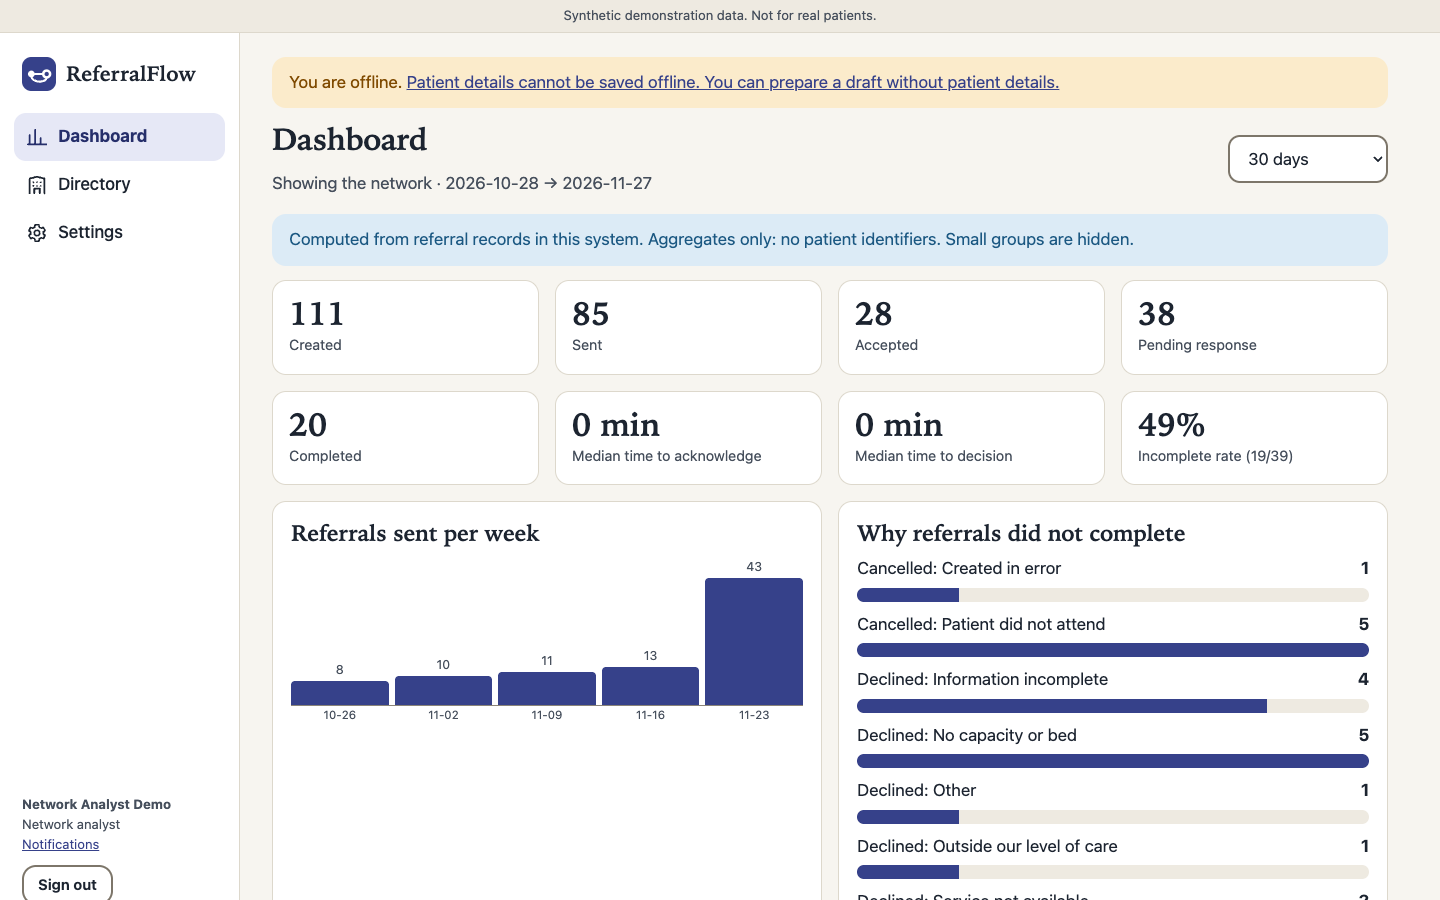 Synthetic demonstration data. Not for real patients.
ReferralFlow
Dashboard
Directory
Settings
Network Analyst Demo
Network analyst
Notifications
Sign out
You are offline. Patient details cannot be saved offline. You can prepare a draft without patient details.
Dashboard
Showing the network · 2026-10-28 → 2026-11-27
30 days
Computed from referral records in this system. Aggregates only: no patient identifiers. Small groups are hidden.
111
Created
85
Sent
28
Accepted
38
Pending response
20
Completed
0 min
Median time to acknowledge
0 min
Median time to decision
49%
Incomplete rate (19/39)
Referrals sent per week
8
10
11
13
43
10-26
11-02
11-09
11-16
11-23
Why referrals did not complete
Cancelled: Created in error 1
Cancelled: Patient did not attend 5
Declined: Information incomplete 4
Declined: No capacity or bed 5
Declined: Other 1
Declined: Outside our level of care 1
Declined: Service not available